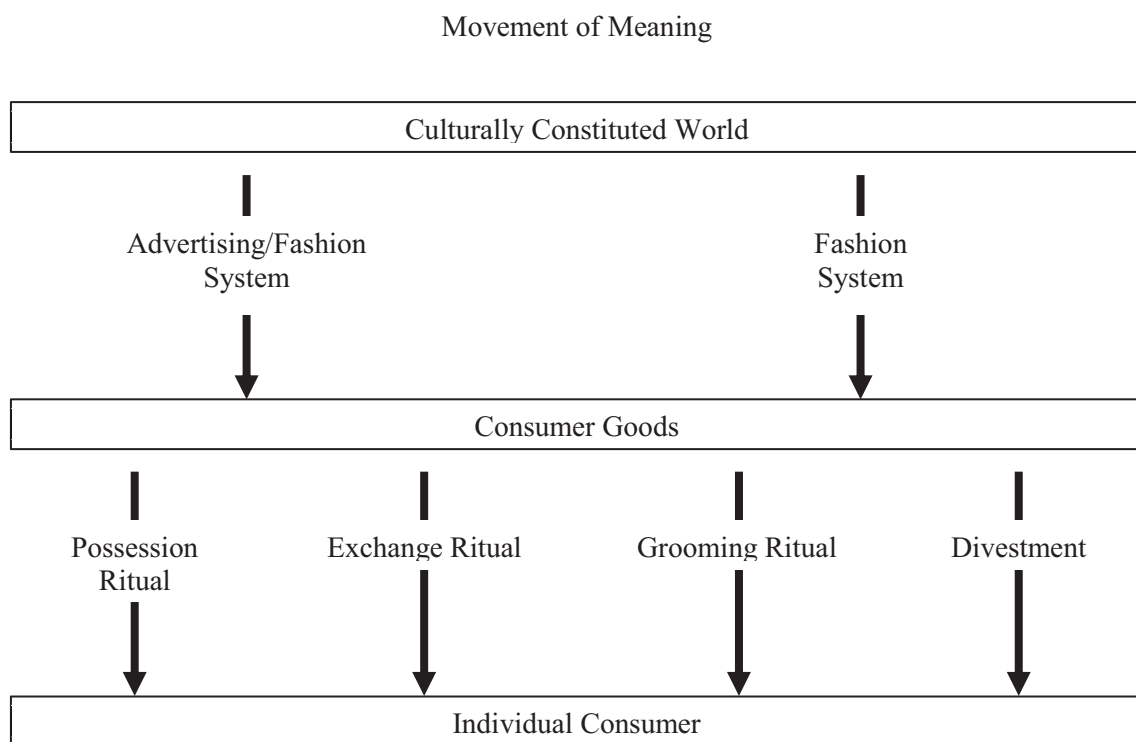 Movement of Meaning
Culturally Constituted World
Advertising/Fashion
System
Fashion
System
Consumer Goods
Possession
Ritual
Exchange Ritual
Grooming Ritual
Divestment
Individual Consumer